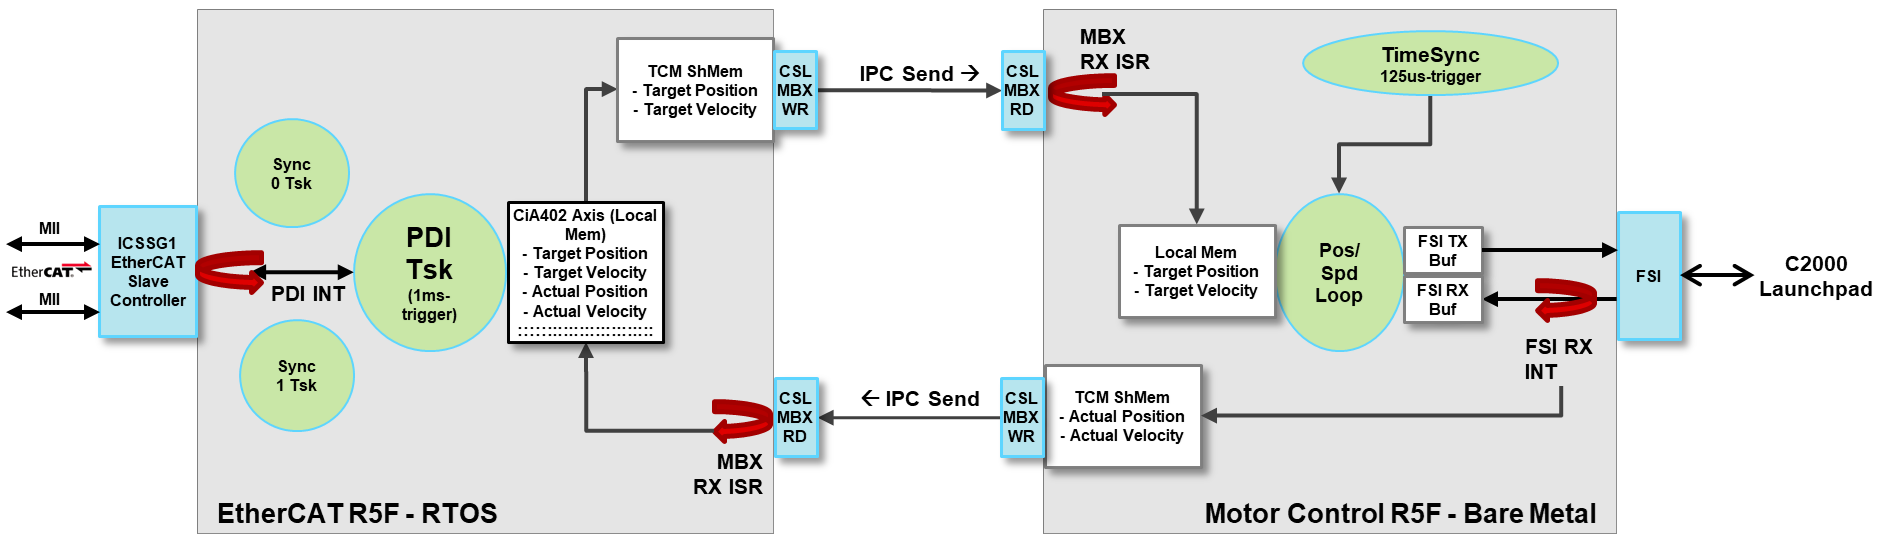 MII
EtherCAT
MII
ICSSG1
EtherCAT
Slave
Controller
Sync
0 Tsk
PDI INT
Sync
1 Tsk
PDI
Tsk
(1ms-
trigger)
CiA402 Axis (Local
Mem)
- Target Position
- Target Velocity
- Actual Position
- Actual Velocity
::::::::::::::::::::::::
TCM ShMem
- Target Position
- Target Velocity
CSL
MBX
WR
IPC Send →
CSL
MBX
RD
MBX
RX ISR
TimeSync
125us-trigger
Local Mem
- Target Position
- Target Velocity
Pos/
Spd
Loop
FSI TX
Buf
FSI RX
Buf
FSI
C2000
Launchpad
FSI RX
INT
TCM ShMem
- Actual Position
- Actual Velocity
CSL
MBX
WR
← IPC Send
CSL
MBX
RD
MBX
RX ISR
EtherCAT R5F - RTOS
Motor Control R5F - Bare Metal